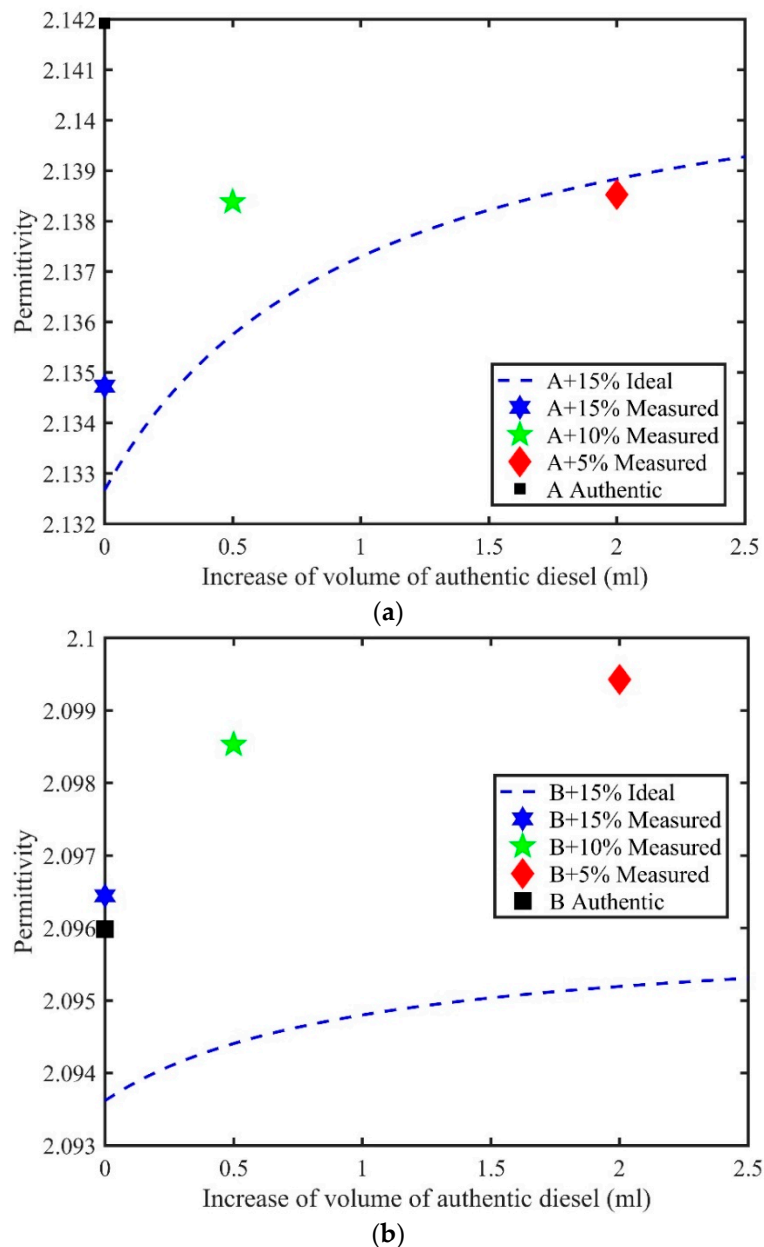 2.142
2.141
2.14
2.139
2.138
2.137
2.136
2.135
2.134
2.133
2.132
Permittivity
A+15% Ideal
A+15% Measured
A+10% Measured
A+5% Measured
A Authentic
0 0.5 1 1.5 2 2.5
Increase of volume of authentic diesel (ml)
(a)
2.1
2.099
2.098
2.097
2.096
2.095
2.094
2.093
Permittivity
B+15% Ideal
B+15% Measured
B+10% Measured
B+5% Measured
B Authentic
0 0.5 1 1.5 2 2.5
Increase of volume of authentic diesel (ml)
(b)